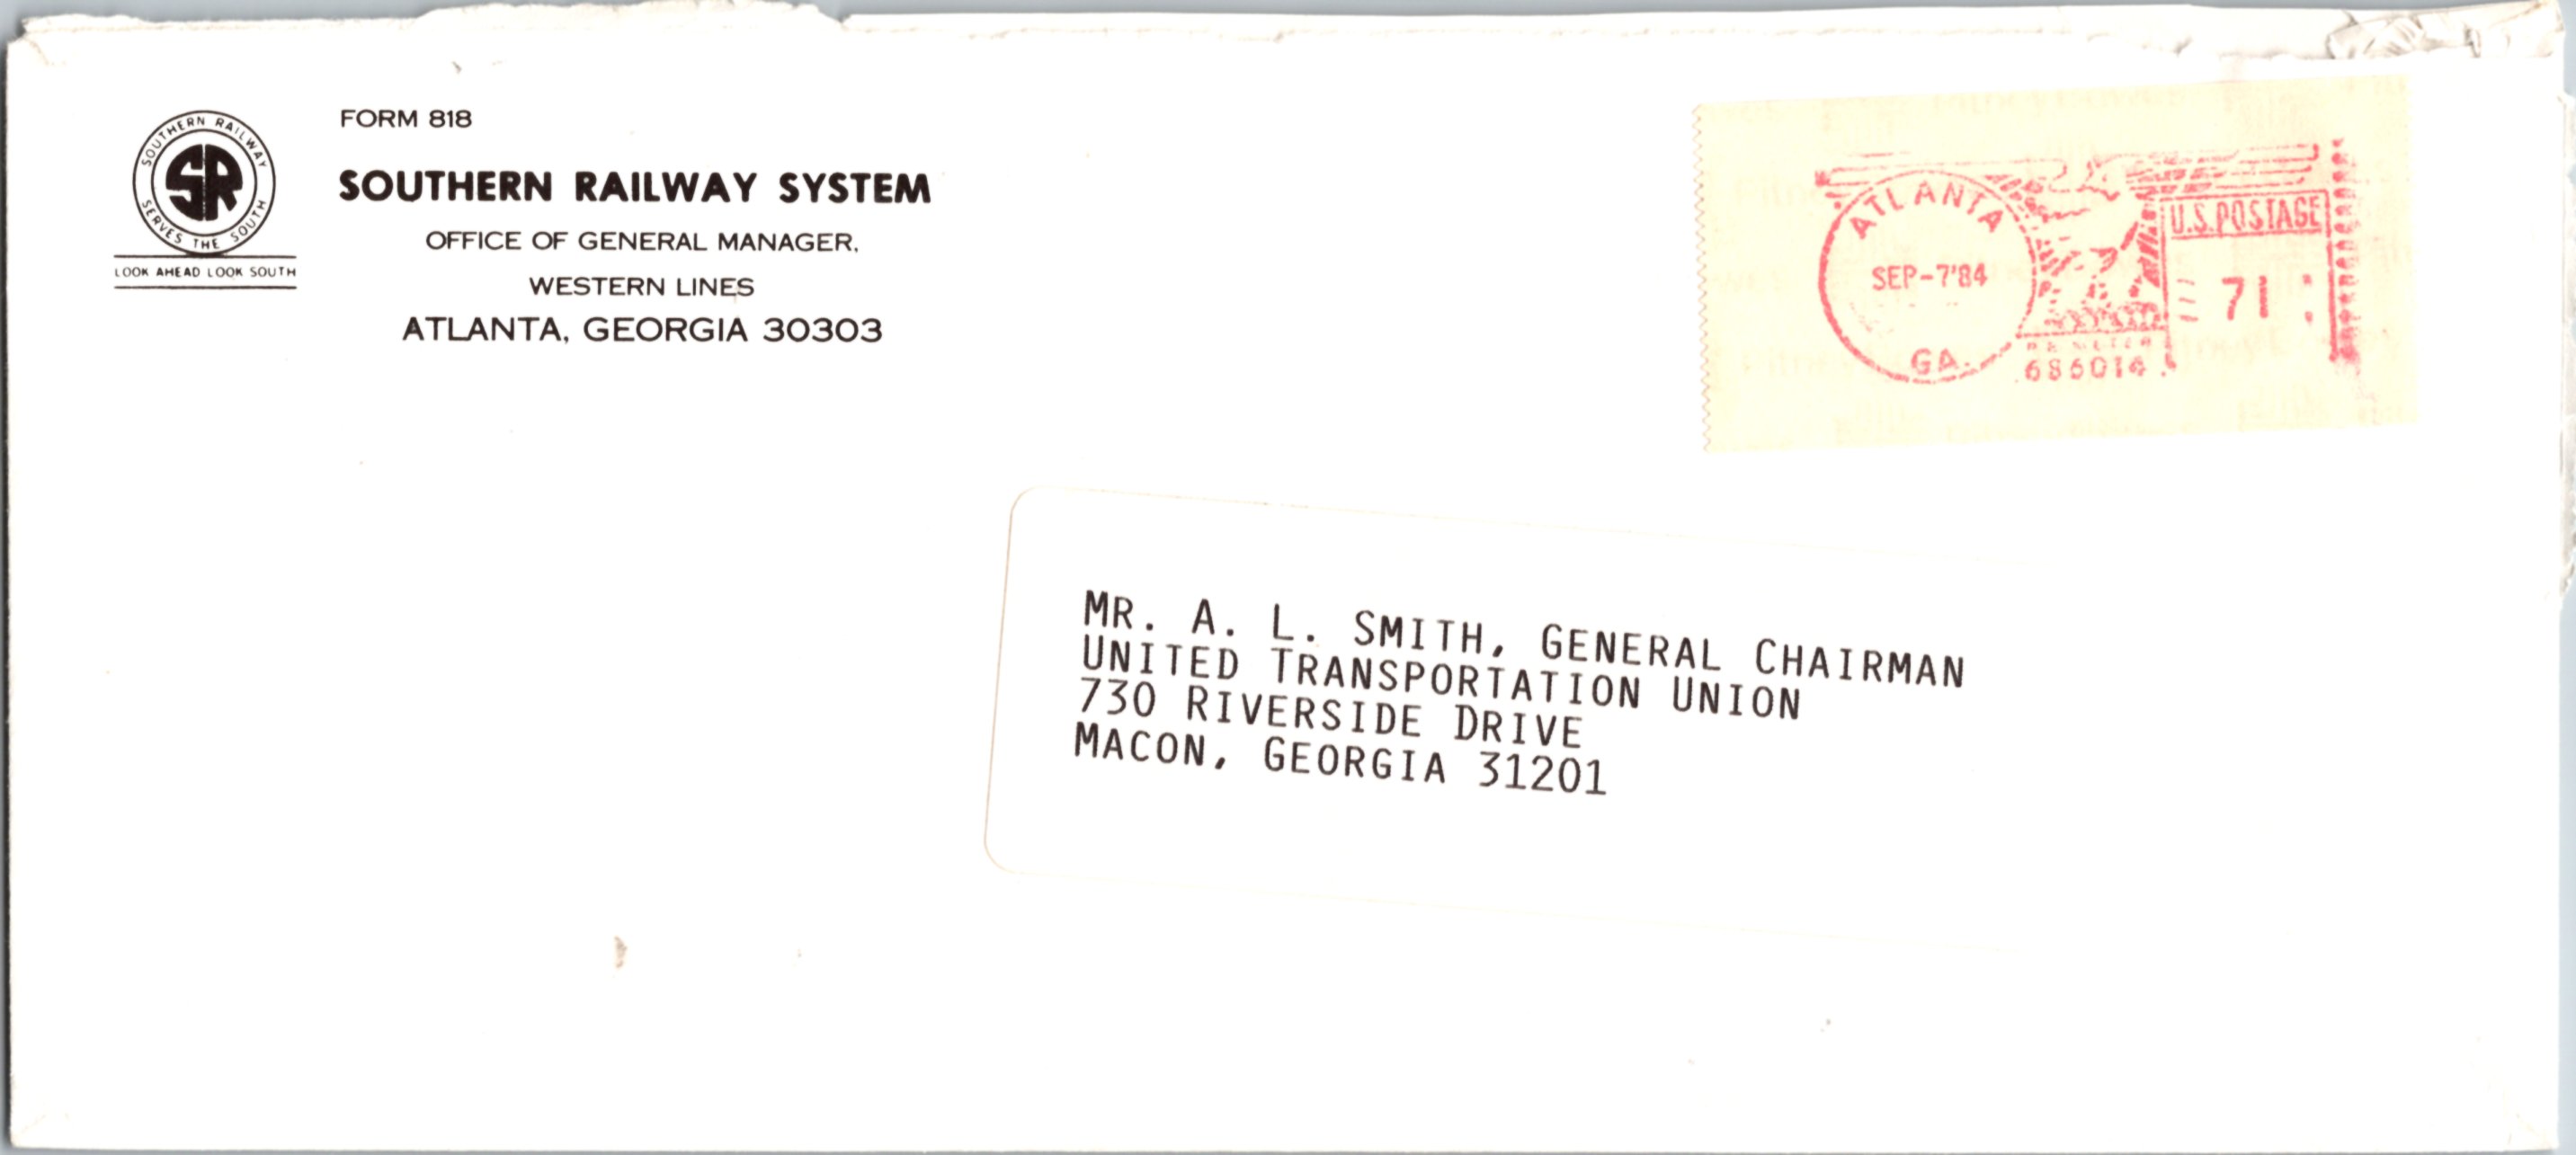 SOUTHERN RAILWAY
SR
SERVES THE SOUTH
LOOK AHEAD LOOK SOUTH
FORM 818
SOUTHERN RAILWAY SYSTEM
OFFICE OF GENERAL MANAGER,
WESTERN LINES
ATLANTA, GEORGIA 30303
ATLANTA
SEP-7'84
GA.
U.S. POSTAGE
71
METER
686014
MR. A. L. SMITH, GENERAL CHAIRMAN
UNITED TRANSPORTATION UNION
730 RIVERSIDE DRIVE
MACON, GEORGIA 31201